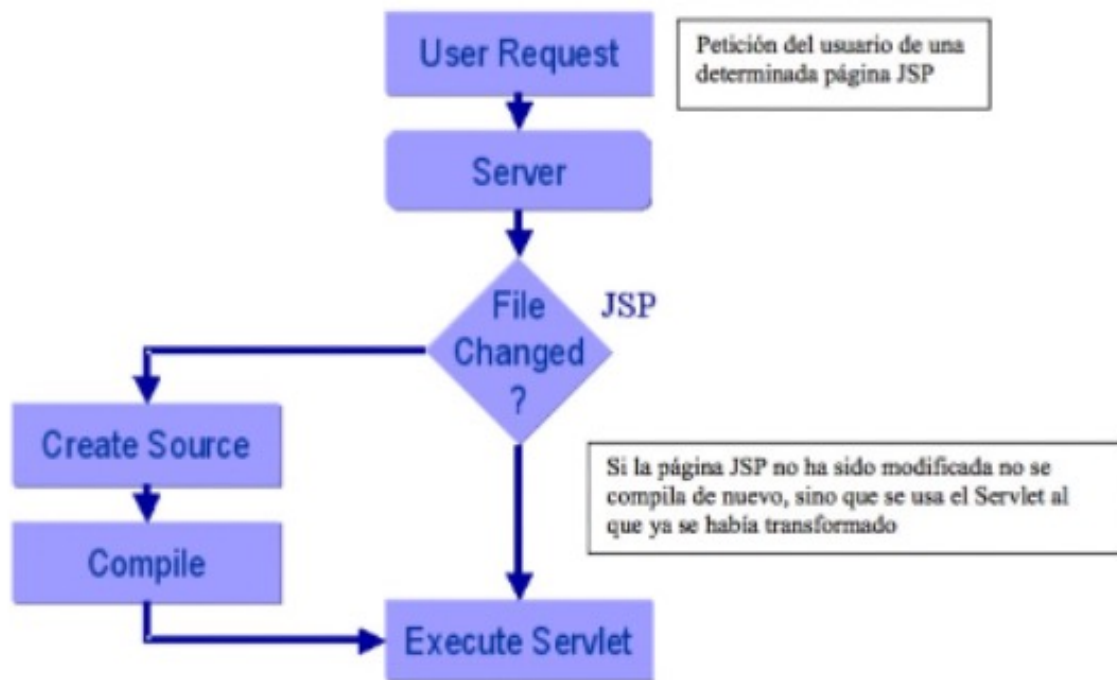 User Request
Petición del usuario de una
determinada página JSP
Server
File
Changed
?
JSP
Create Source
Si la página JSP no ha sido modificada no se
compila de nuevo, sino que se usa el Servlet al
que ya se había transformado
Compile
Execute Servlet